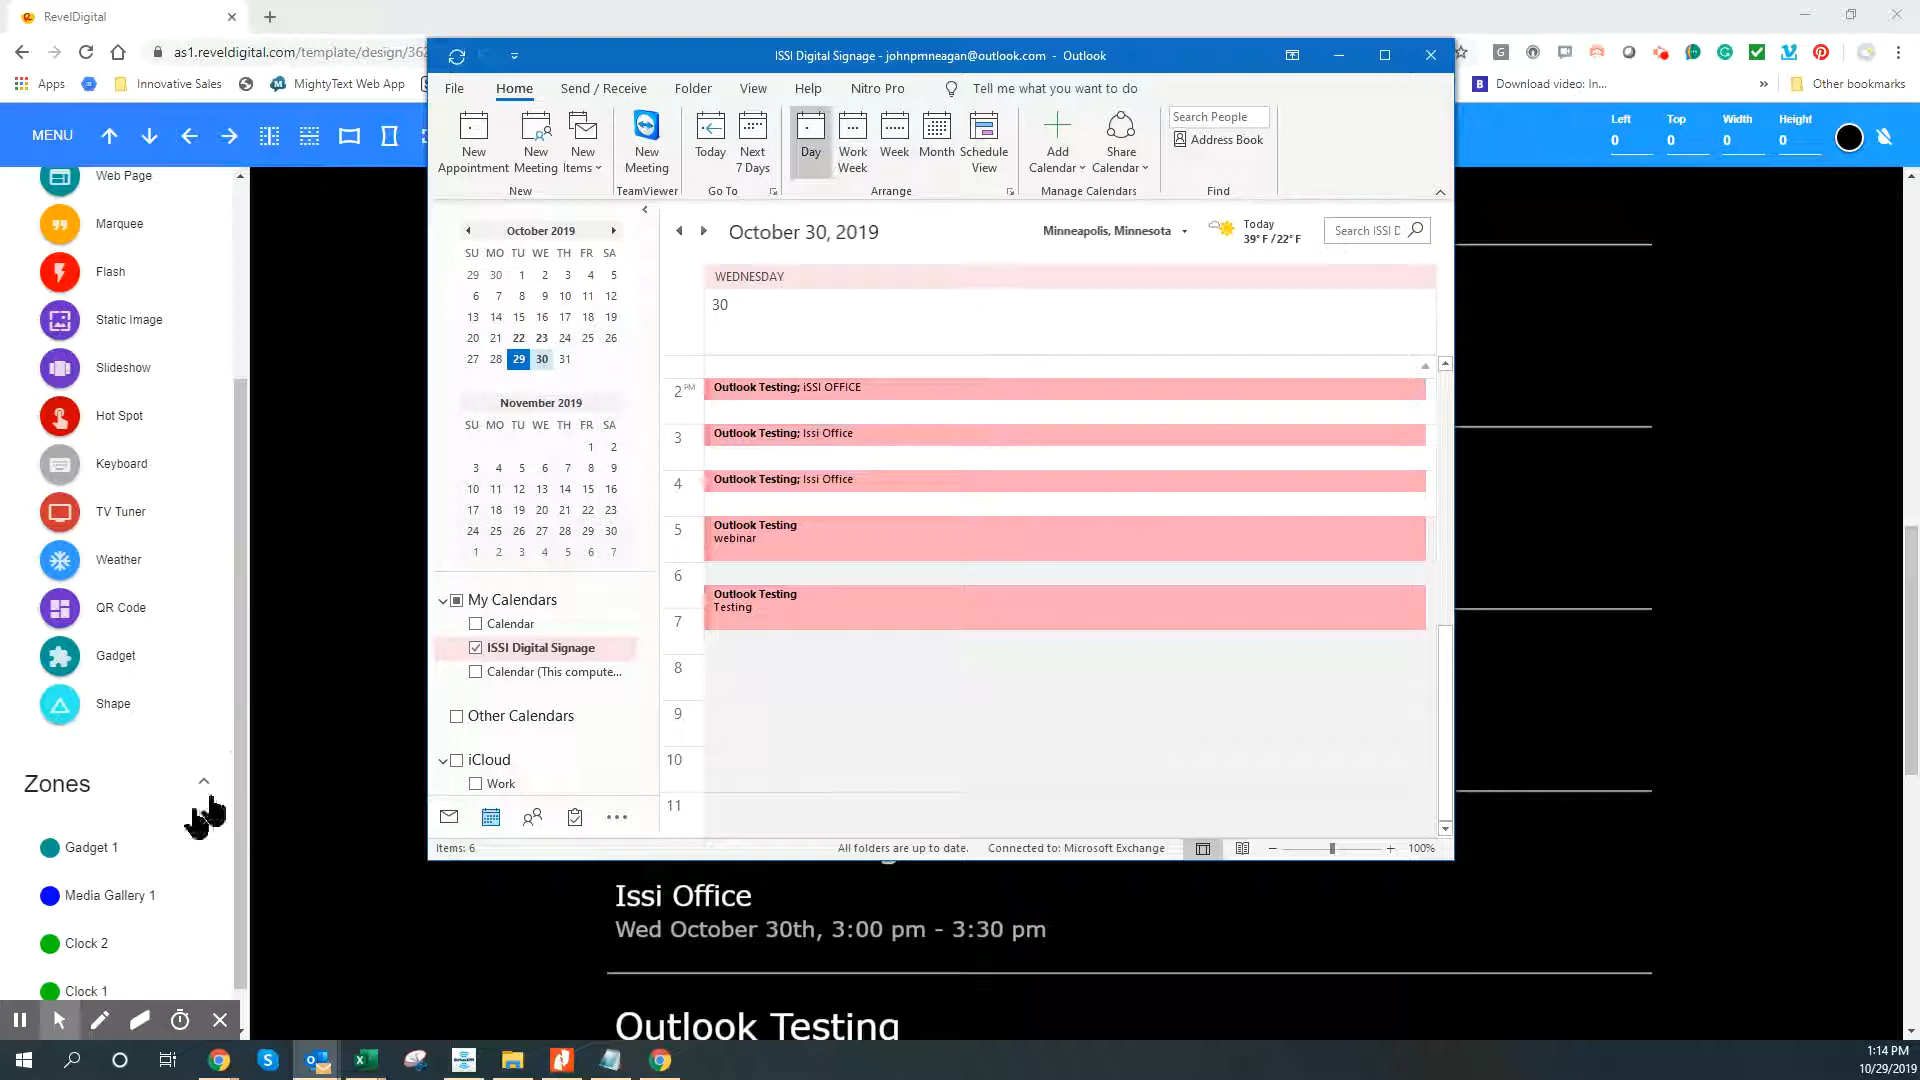 RevelDigital
as1.reveldigital.com/template/design/362
Apps
Innovative Sales
MightyText Web App
Download video: In...
»
Other bookmarks
MENU
Left
Top
Width
Height
0
0
0
0
Web Page
Marquee
Flash
Static Image
Slideshow
Hot Spot
Keyboard
TV Tuner
Weather
QR Code
Gadget
Shape
Zones
Gadget 1
Media Gallery 1
Clock 2
Clock 1
ISSI Digital Signage - johnpmneagan@outlook.com - Outlook
File
Home
Send / Receive
Folder
View
Help
Nitro Pro
Tell me what you want to do
New Appointment
New Meeting
New Items
New
New Meeting
TeamViewer
Today
Next 7 Days
Go To
Day
Work Week
Week
Month
Schedule View
Arrange
Add Calendar
Share Calendar
Manage Calendars
Search People
Address Book
Find
October 2019
SU MO TU WE TH FR SA
29 30 1 2 3 4 5
6 7 8 9 10 11 12
13 14 15 16 17 18 19
20 21 22 23 24 25 26
27 28 29 30 31
November 2019
SU MO TU WE TH FR SA
1 2
3 4 5 6 7 8 9
10 11 12 13 14 15 16
17 18 19 20 21 22 23
24 25 26 27 28 29 30
1 2 3 4 5 6 7
My Calendars
Calendar
ISSI Digital Signage
Calendar (This compute...
Other Calendars
iCloud
Work
October 30, 2019
Minneapolis, Minnesota
Today
39° F / 22° F
Search ISSI D
WEDNESDAY
30
2 PM
Outlook Testing; iSSI OFFICE
3
Outlook Testing; Issi Office
4
Outlook Testing; Issi Office
5
Outlook Testing
webinar
6
Outlook Testing
Testing
7
8
9
10
11
Items: 6
All folders are up to date.
Connected to: Microsoft Exchange
100%
Issi Office
Wed October 30th, 3:00 pm - 3:30 pm
Outlook Testing
1:14 PM
10/29/2019